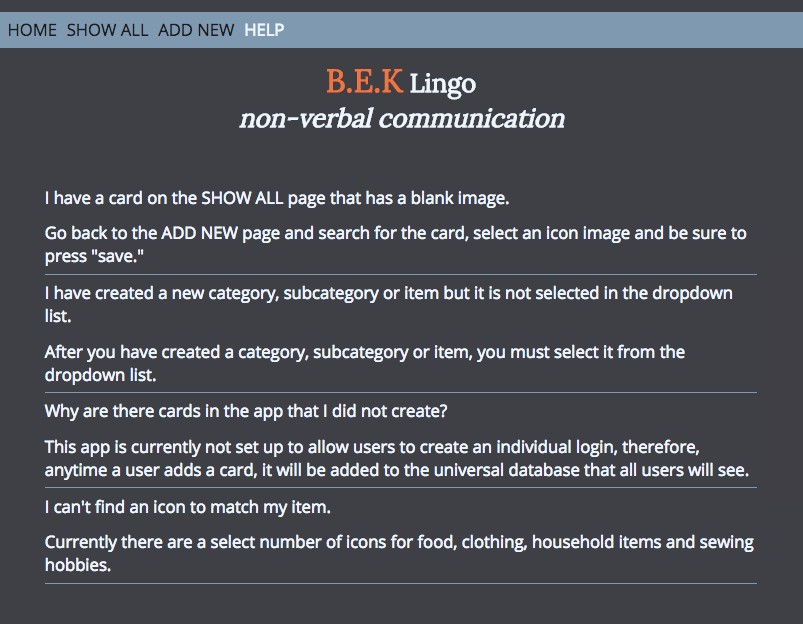 HOME SHOW ALL ADD NEW HELP
B.E.K Lingo
non-verbal communication
I have a card on the SHOW ALL page that has a blank image.
Go back to the ADD NEW page and search for the card, select an icon image and be sure to
press "save."
I have created a new category, subcategory or item but it is not selected in the dropdown
list.
After you have created a category, subcategory or item, you must select it from the
dropdown list.
Why are there cards in the app that I did not create?
This app is currently not set up to allow users to create an individual login, therefore,
anytime a user adds a card, it will be added to the universal database that all users will see.
I can't find an icon to match my item.
Currently there are a select number of icons for food, clothing, household items and sewing
hobbies.